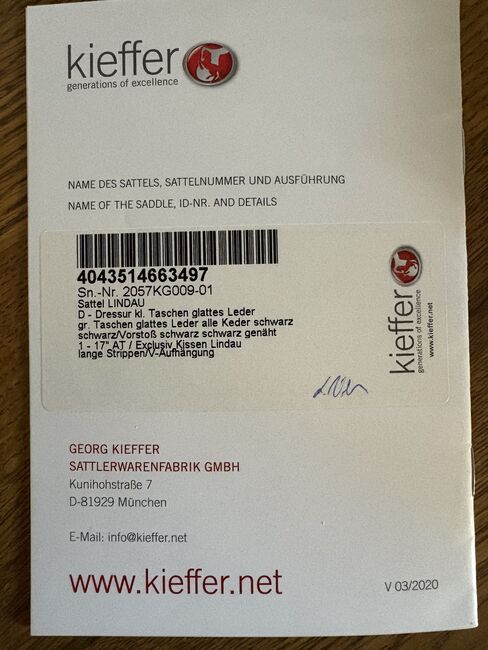 kieffer
generations of excellence
NAME DES SATTELS, SATTELNUMMER UND AUSFÜHRUNG
NAME OF THE SADDLE, ID-NR. AND DETAILS
4043514663497
Sn.-Nr. 2057KG009-01
Sattel LINDAU
D - Dressur kl. Taschen glattes Leder
gr. Taschen glattes Leder alle Keder schwarz
schwarz/Vorstoß schwarz schwarz genäht
1 - 17" AT / Exclusiv Kissen Lindau
lange Strippen/V-Aufhängung
kieffer
generations of excellence
www.kieffer.net
GEORG KIEFFER
SATTLERWARENFABRIK GMBH
Kunihohstraße 7
D-81929 München
E-Mail: info@kieffer.net
www.kieffer.net
V 03/2020